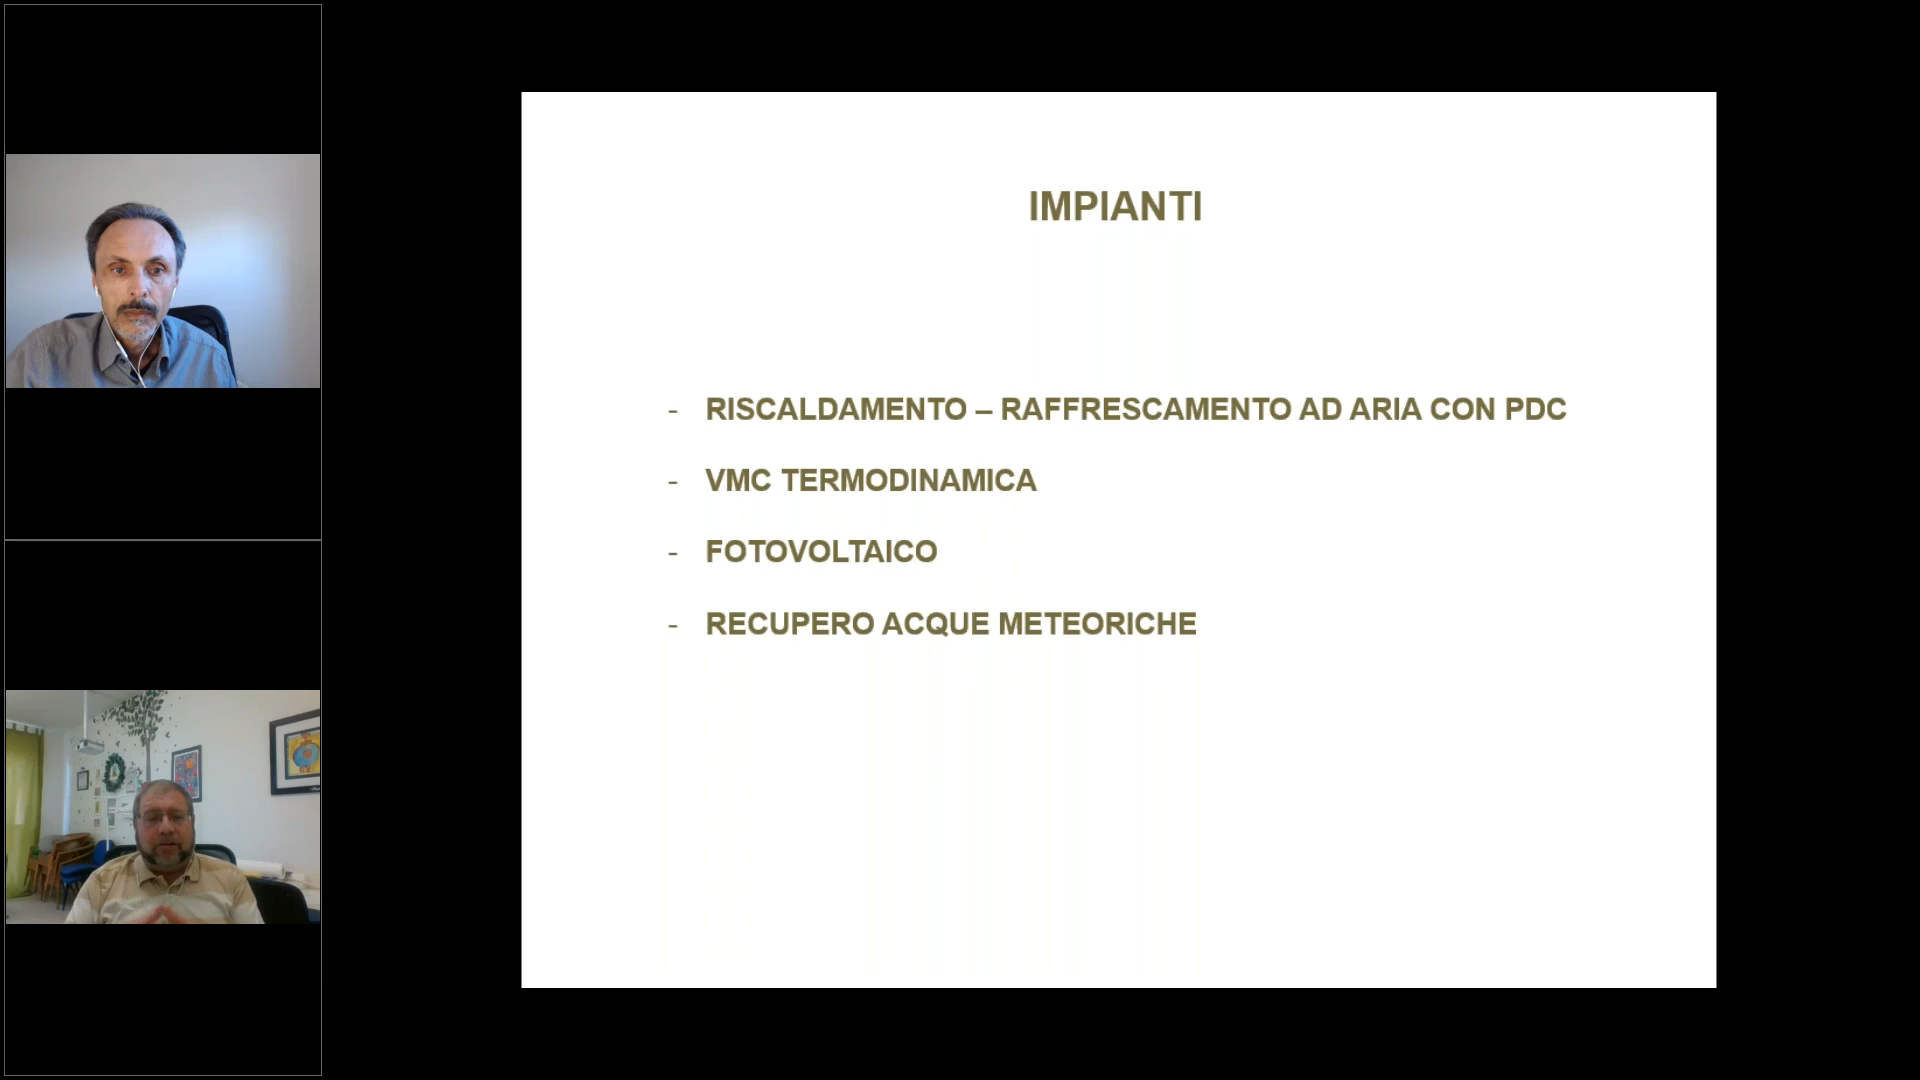 IMPIANTI
- RISCALDAMENTO – RAFFRESCAMENTO AD ARIA CON PDC
- VMC TERMODINAMICA
- FOTOVOLTAICO
- RECUPERO ACQUE METEORICHE